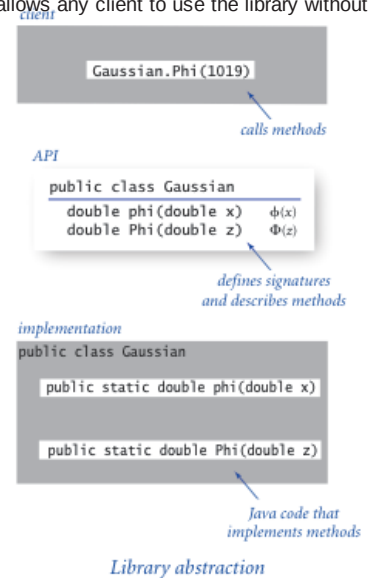 allows any client to use the library without
client
Gaussian.Phi(1019)
calls methods
API
public class Gaussian
double phi(double x) ϕ(x)
double Phi(double z) Φ(z)
defines signatures
and describes methods
implementation
public class Gaussian
public static double phi(double x)
public static double Phi(double z)
Java code that
implements methods
Library abstraction